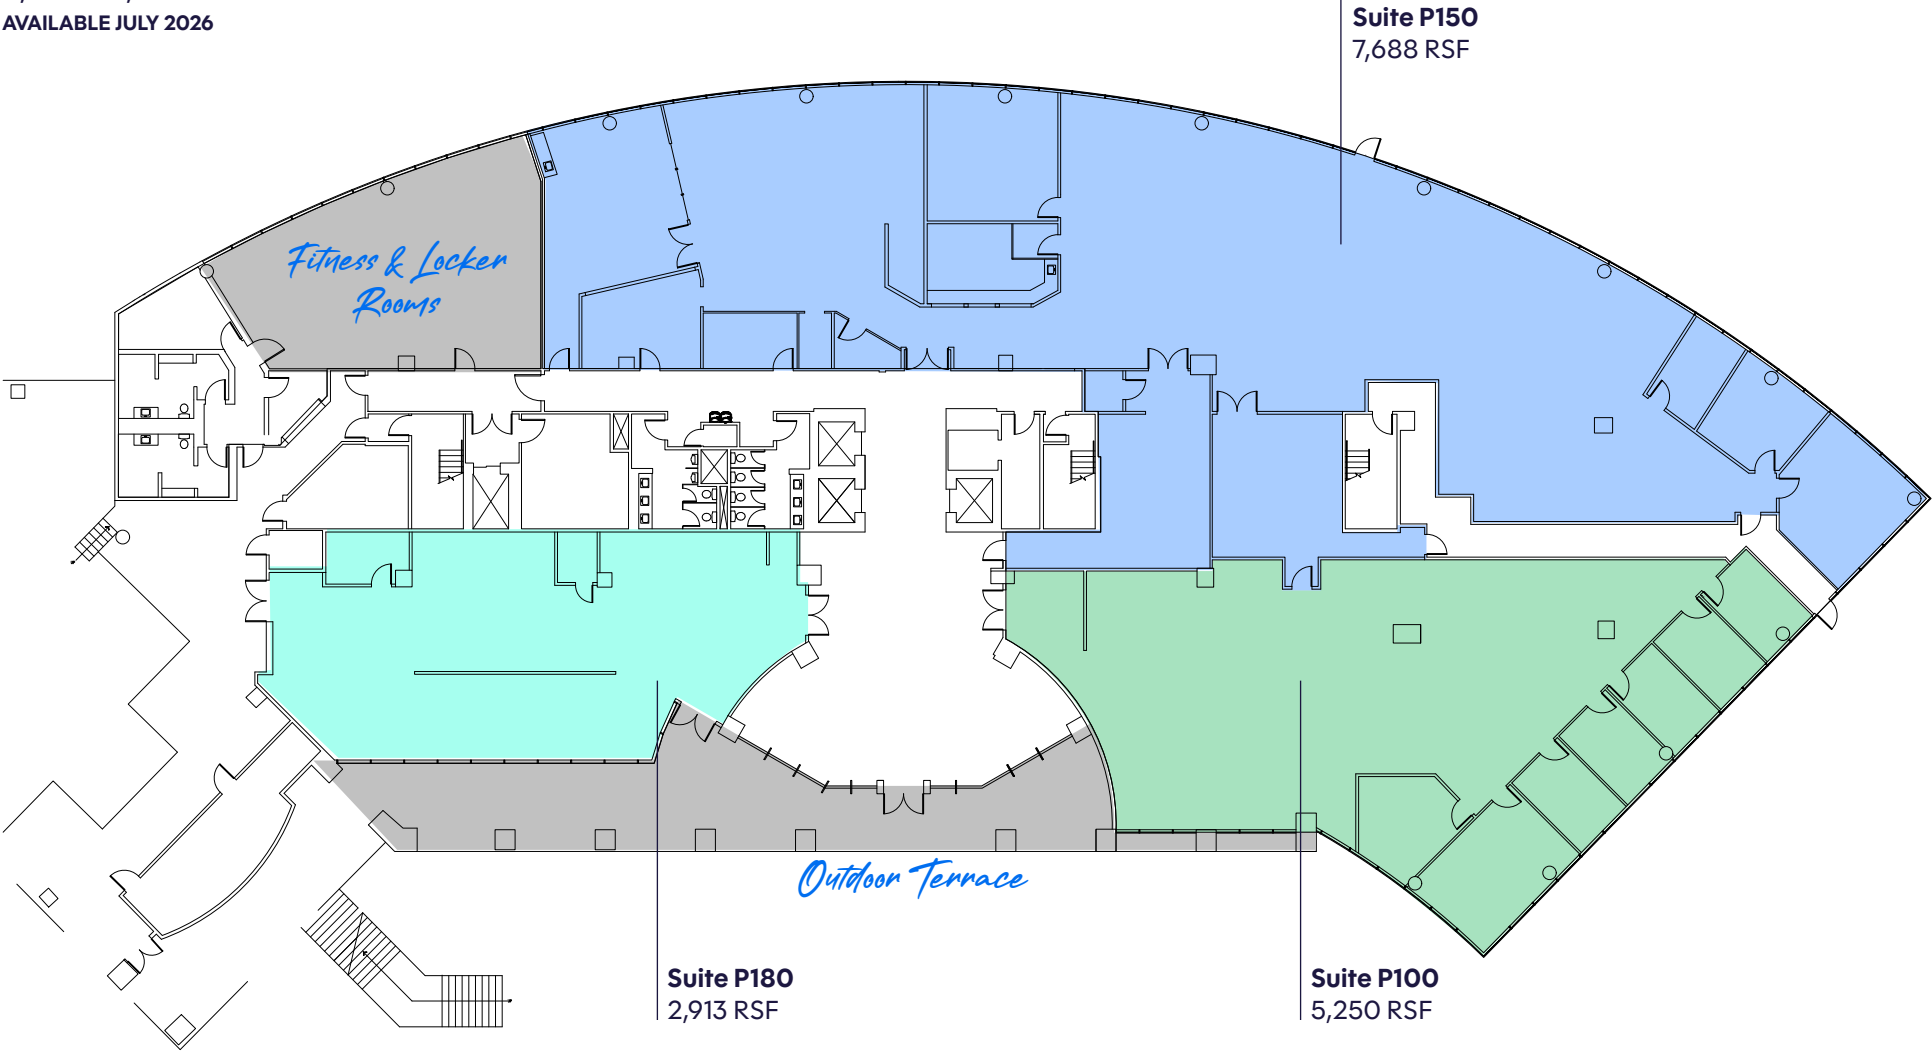 AVAILABLE JULY 2026
Suite P150
7,688 RSF
Fitness & Locker
Rooms
Outdoor Terrace
Suite P180
2,913 RSF
Suite P100
5,250 RSF